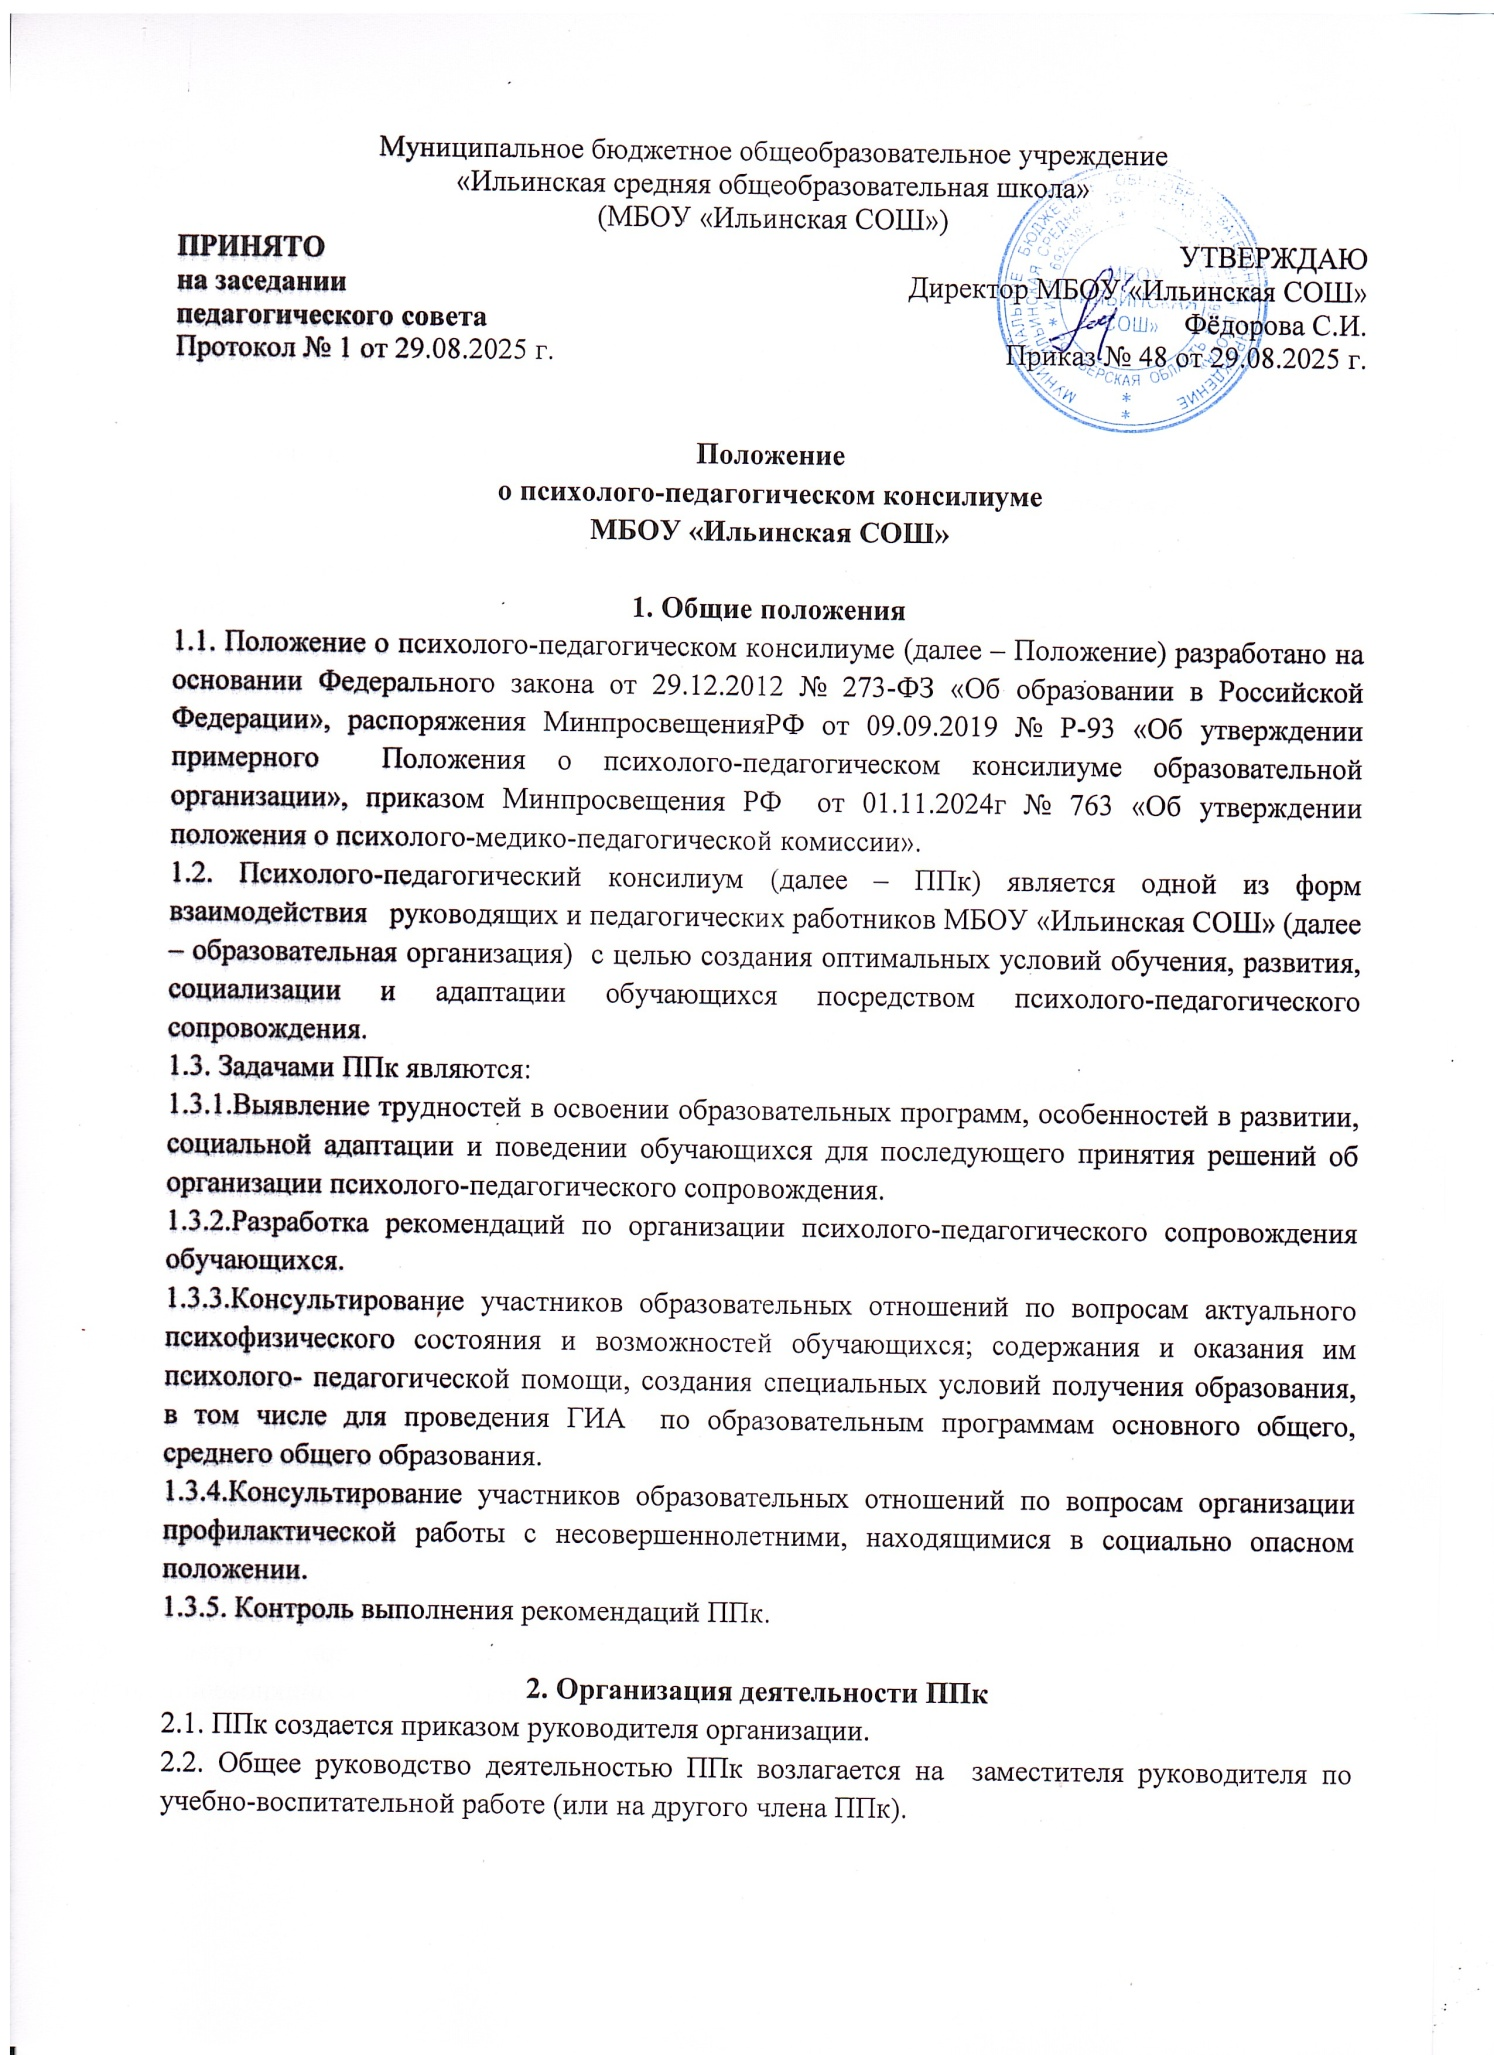 Муниципальное бюджетное общеобразовательное учреждение
«Ильинская средняя общеобразовательная школа»
(МБОУ «Ильинская СОШ»)
ПРИНЯТО
на заседании
педагогического совета
Протокол № 1 от 29.08.2025 г.
УТВЕРЖДАЮ
Директор МБОУ «Ильинская СОШ»
Фёдорова С.И.
Приказ № 48 от 29.08.2025 г.
Положение
о психолого-педагогическом консилиуме
МБОУ «Ильинская СОШ»
1. Общие положения
1.1. Положение о психолого-педагогическом консилиуме (далее – Положение) разработано на
основании Федерального закона от 29.12.2012 № 273-ФЗ «Об образовании в Российской
Федерации», распоряжения МинпросвещенияРФ от 09.09.2019 № Р-93 «Об утверждении
примерного Положения о психолого-педагогическом консилиуме образовательной
организации», приказом Минпросвещения РФ от 01.11.2024г № 763 «Об утверждении
положения о психолого-медико-педагогической комиссии».
1.2. Психолого-педагогический консилиум (далее – ППк) является одной из форм
взаимодействия руководящих и педагогических работников МБОУ «Ильинская СОШ» (далее
– образовательная организация) с целью создания оптимальных условий обучения, развития,
социализации и адаптации обучающихся посредством психолого-педагогического
сопровождения.
1.3. Задачами ППк являются:
1.3.1.Выявление трудностей в освоении образовательных программ, особенностей в развитии,
социальной адаптации и поведении обучающихся для последующего принятия решений об
организации психолого-педагогического сопровождения.
1.3.2.Разработка рекомендаций по организации психолого-педагогического сопровождения
обучающихся.
1.3.3.Консультирование участников образовательных отношений по вопросам актуального
психофизического состояния и возможностей обучающихся; содержания и оказания им
психолого- педагогической помощи, создания специальных условий получения образования,
в том числе для проведения ГИА по образовательным программам основного общего,
среднего общего образования.
1.3.4.Консультирование участников образовательных отношений по вопросам организации
профилактической работы с несовершеннолетними, находящимися в социально опасном
положении.
1.3.5. Контроль выполнения рекомендаций ППк.
2. Организация деятельности ППк
2.1. ППк создается приказом руководителя организации.
2.2. Общее руководство деятельностью ППк возлагается на заместителя руководителя по
учебно-воспитательной работе (или на другого члена ППк).